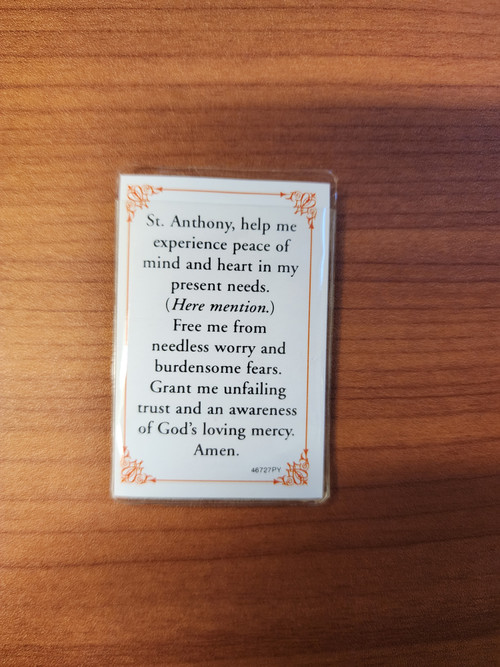 St. Anthony, help me
experience peace of
mind and heart in my
present needs.
(Here mention.)
Free me from
needless worry and
burdensome fears.
Grant me unfailing
trust and an awareness
of God's loving mercy.
Amen.
46727PY